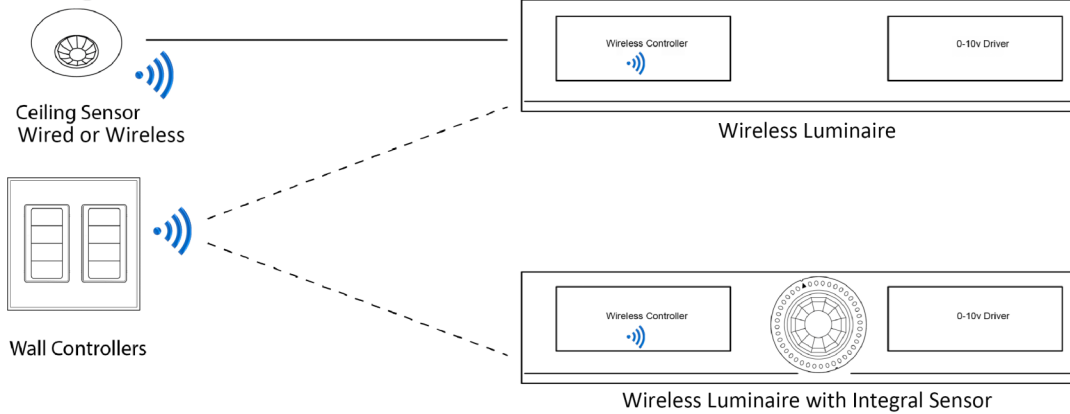 Wireless Controller
0-10v Driver
Ceiling Sensor
Wired or Wireless
Wireless Luminaire
Wall Controllers
Wireless Controller
0-10v Driver
Wireless Luminaire with Integral Sensor